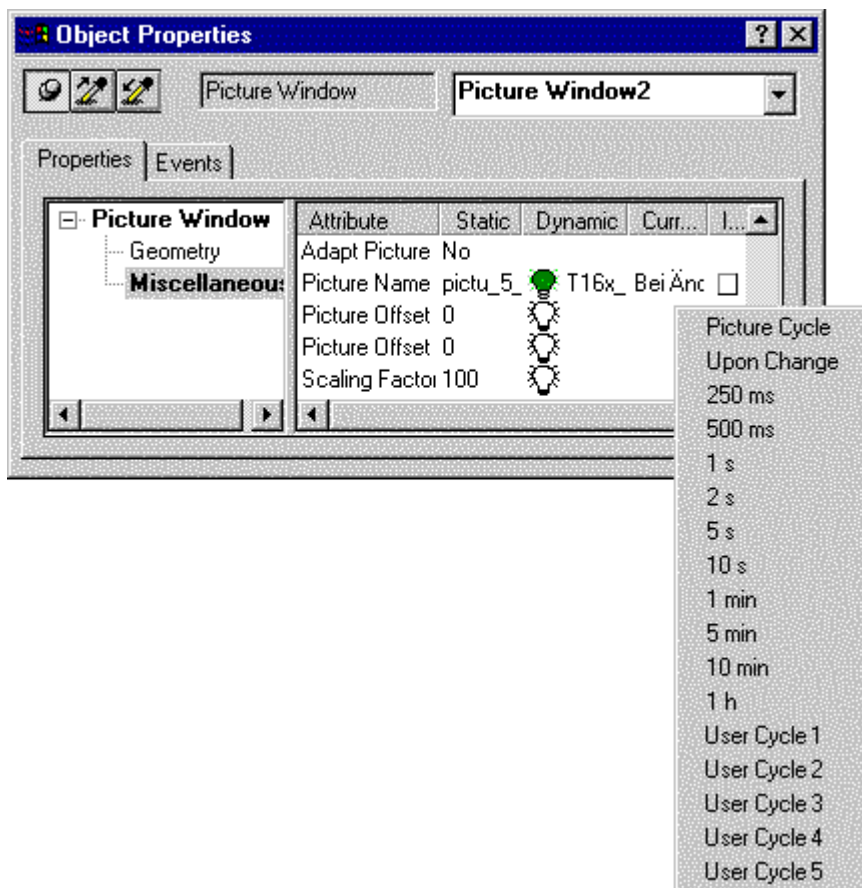 Object Properties
Picture Window
Picture Window2
Properties
Events
Picture Window
Geometry
Miscellaneou
Attribute Static Dynamic Curr... I...
Adapt Picture No
Picture Name pictu_5_ T16x_ Bei Änd
Picture Offset 0
Picture Offset 0
Scaling Factor 100
Picture Cycle
Upon Change
250 ms
500 ms
1 s
2 s
5 s
10 s
1 min
5 min
10 min
1 h
User Cycle 1
User Cycle 2
User Cycle 3
User Cycle 4
User Cycle 5